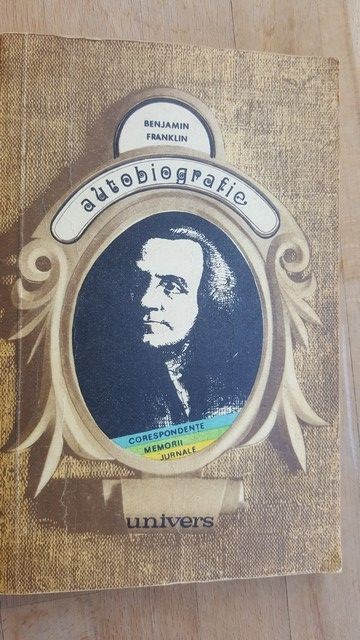 BENJAMIN
FRANKLIN
autobiografie
CORESPONDENȚE
MEMORII
JURNALE
univers